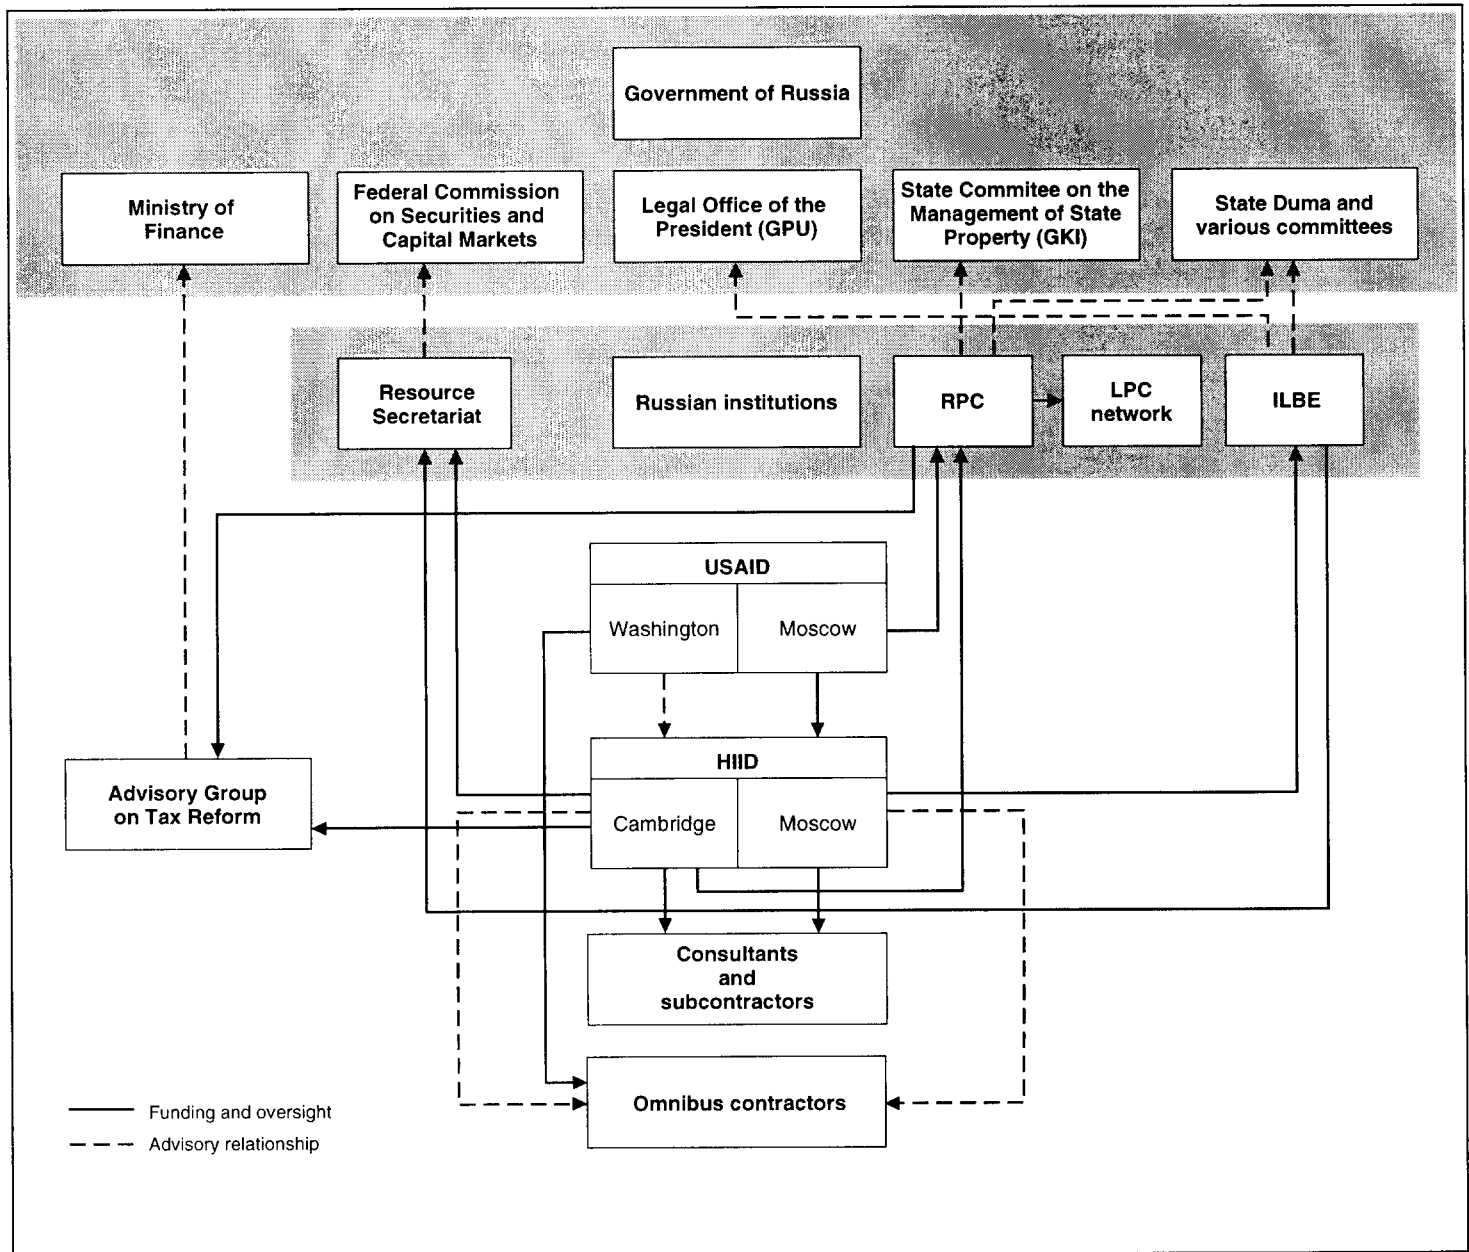 Government of Russia
Ministry of
Finance
Federal Commission
on Securities and
Capital Markets
Legal Office of the
President (GPU)
State Commitee on the
Management of State
Property (GKI)
State Duma and
various committees
Resource
Secretariat
Russian institutions
RPC
LPC
network
ILBE
USAID
Washington
Moscow
HIID
Cambridge
Moscow
Advisory Group
on Tax Reform
Consultants
and
subcontractors
Omnibus contractors
Funding and oversight
Advisory relationship